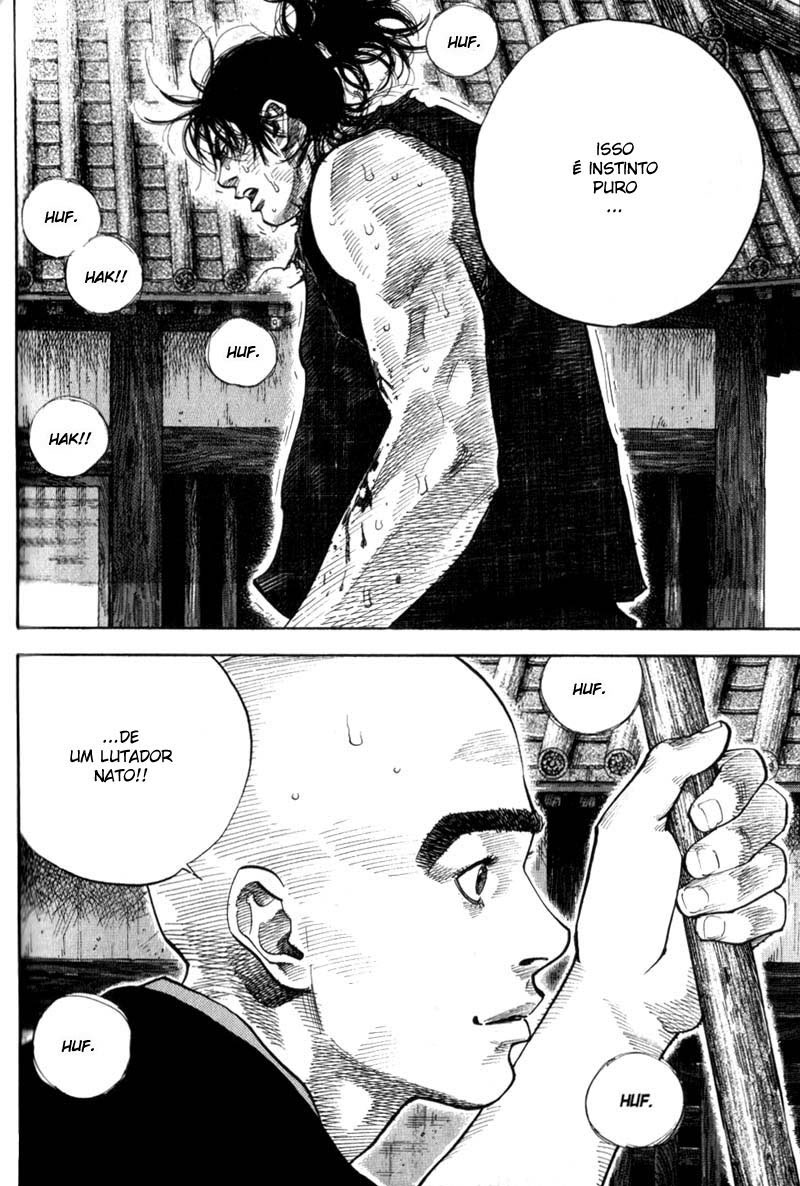 HUF.
ISSO
É INSTINTO
PURO
...
HUF.
HAK!!
HUF.
HAK!!
...DE
UM LUTADOR
NATO!!
HUF.
HUF.
HUF.